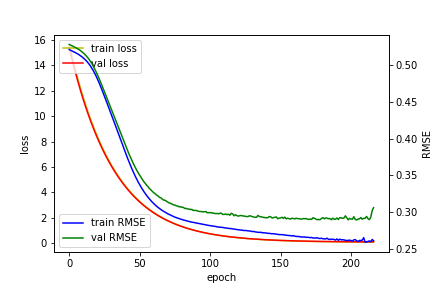 16
14
12
10
8
6
4
2
0
loss
train loss
val loss
train RMSE
val RMSE
0.50
0.45
0.40
0.35
0.30
0.25
RMSE
0
50
100
150
200
epoch